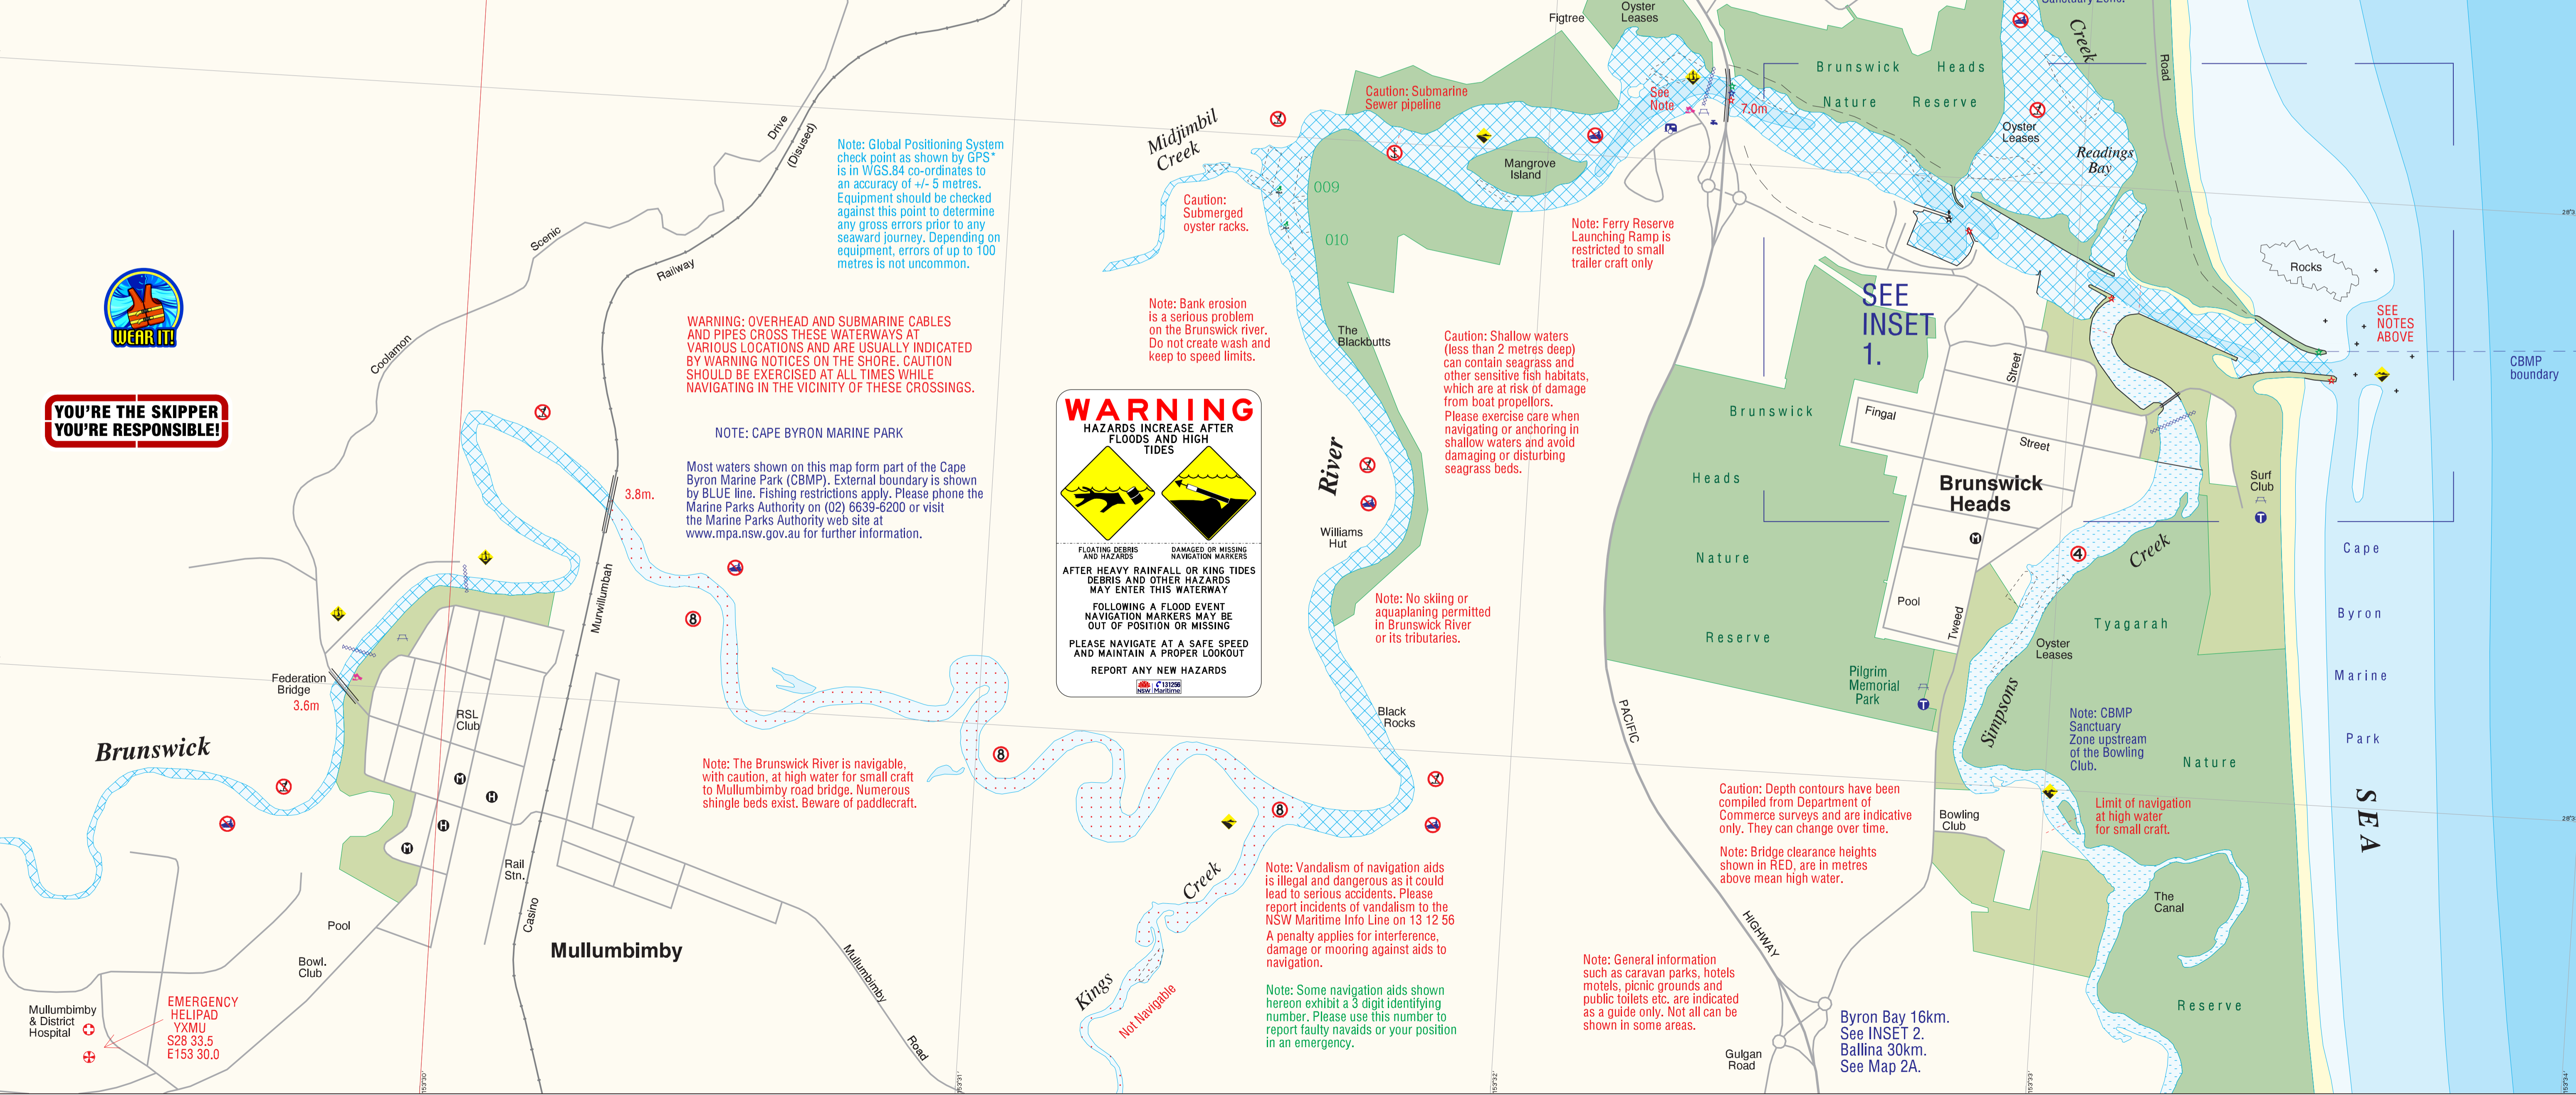 Sanctuary Zone.
Figtree
Oyster
Leases
Creek
Road
Brunswick Heads
Nature Reserve
Oyster
Leases
Readings
Bay
See
Note
7.0m
Caution: Submarine
Sewer pipeline
Mangrove
Island
Midjimbil
Creek
009
010
Caution:
Submerged
oyster racks.
Note: Ferry Reserve
Launching Ramp is
restricted to small
trailer craft only
Drive
(Disused)
Scenic
Railway
Coolamon
Note: Global Positioning System
check point as shown by GPS*
is in WGS.84 co-ordinates to
an accuracy of +/- 5 metres.
Equipment should be checked
against this point to determine
any gross errors prior to any
seaward journey. Depending on
equipment, errors of up to 100
metres is not uncommon.
WEAR IT!
YOU'RE THE SKIPPER
YOU'RE RESPONSIBLE!
WARNING: OVERHEAD AND SUBMARINE CABLES
AND PIPES CROSS THESE WATERWAYS AT
VARIOUS LOCATIONS AND ARE USUALLY INDICATED
BY WARNING NOTICES ON THE SHORE. CAUTION
SHOULD BE EXERCISED AT ALL TIMES WHILE
NAVIGATING IN THE VICINITY OF THESE CROSSINGS.
NOTE: CAPE BYRON MARINE PARK
Most waters shown on this map form part of the Cape
Byron Marine Park (CBMP). External boundary is shown
by BLUE line. Fishing restrictions apply. Please phone the
Marine Parks Authority on (02) 6639-6200 or visit
the Marine Parks Authority web site at
www.mpa.nsw.gov.au for further information.
3.8m.
Note: Bank erosion
is a serious problem
on the Brunswick river.
Do not create wash and
keep to speed limits.
WARNING
HAZARDS INCREASE AFTER
FLOODS AND HIGH
TIDES
FLOATING DEBRIS
AND HAZARDS
DAMAGED OR MISSING
NAVIGATION MARKERS
AFTER HEAVY RAINFALL OR KING TIDES
DEBRIS AND OTHER HAZARDS
MAY ENTER THIS WATERWAY
FOLLOWING A FLOOD EVENT
NAVIGATION MARKERS MAY BE
OUT OF POSITION OR MISSING
PLEASE NAVIGATE AT A SAFE SPEED
AND MAINTAIN A PROPER LOOKOUT
REPORT ANY NEW HAZARDS
NSW
131256
Maritime
The
Blackbutts
River
Caution: Shallow waters
(less than 2 metres deep)
can contain seagrass and
other sensitive fish habitats,
which are at risk of damage
from boat propellors.
Please exercise care when
navigating or anchoring in
shallow waters and avoid
damaging or disturbing
seagrass beds.
Williams
Hut
Note: No skiing or
aquaplaning permitted
in Brunswick River
or its tributaries.
Black
Rocks
SEE
INSET
1.
Brunswick
Heads
Nature
Reserve
Fingal
Street
Street
Brunswick
Heads
M
Pool
Tweed
Pilgrim
Memorial
Park
T
Rocks
SEE
NOTES
ABOVE
CBMP
boundary
28°3
Surf
Club
T
4
Creek
Oyster
Leases
Simpsons
Tyagarah
Nature
Reserve
Cape
Byron
Marine
Park
SEA
28°3
Note: CBMP
Sanctuary
Zone upstream
of the Bowling
Club.
Limit of navigation
at high water
for small craft.
Bowling
Club
The
Canal
PACIFIC
HIGHWAY
Caution: Depth contours have been
compiled from Department of
Commerce surveys and are indicative
only. They can change over time.
Note: Bridge clearance heights
shown in RED, are in metres
above mean high water.
Note: General information
such as caravan parks, hotels
motels, picnic grounds and
public toilets etc. are indicated
as a guide only. Not all can be
shown in some areas.
Byron Bay 16km.
See INSET 2.
Ballina 30km.
See Map 2A.
Gulgan
Road
Murwillumbah
8
8
8
Federation
Bridge
3.6m
RSL
Club
Brunswick
M
H
H
M
Rail
Stn.
Casino
Pool
Bowl.
Club
Mullumbimby
Mullumbimby
Road
Mullumbimby
& District
Hospital
EMERGENCY
HELIPAD
YXMU
S28 33.5
E153 30.0
Note: The Brunswick River is navigable,
with caution, at high water for small craft
to Mullumbimby road bridge. Numerous
shingle beds exist. Beware of paddlecraft.
Creek
Kings
Not Navigable
Note: Vandalism of navigation aids
is illegal and dangerous as it could
lead to serious accidents. Please
report incidents of vandalism to the
NSW Maritime Info Line on 13 12 56
A penalty applies for interference,
damage or mooring against aids to
navigation.
Note: Some navigation aids shown
hereon exhibit a 3 digit identifying
number. Please use this number to
report faulty navaids or your position
in an emergency.
153°30'
153°31'
153°32'
153°33'
153°34'